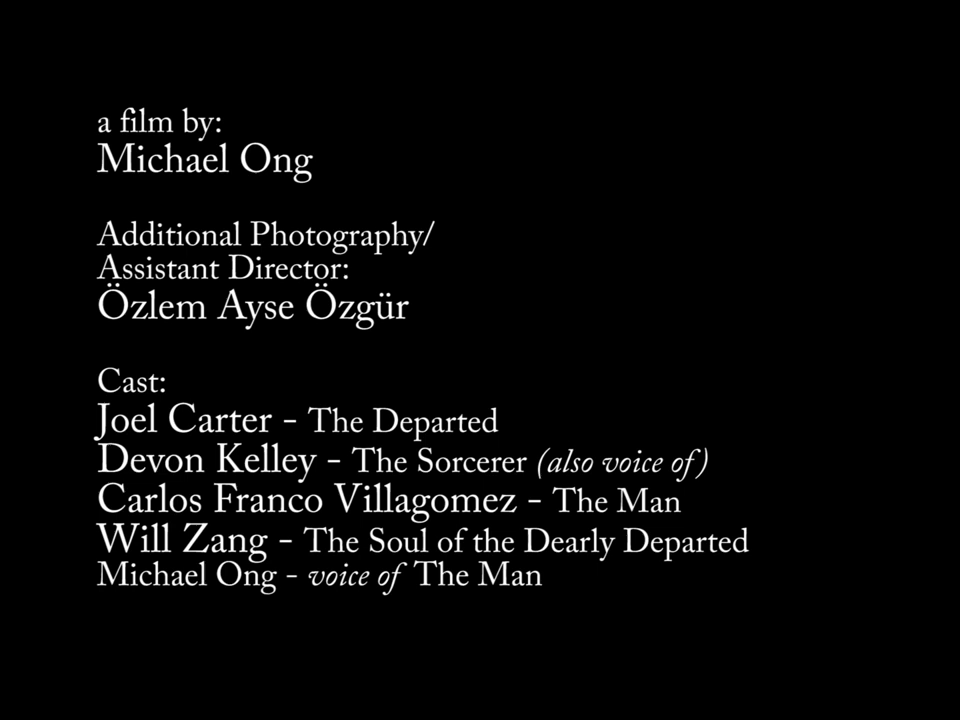 a film by:
Michael Ong
Additional Photography/
Assistant Director:
Özlem Ayse Özgür
Cast:
Joel Carter - The Departed
Devon Kelley - The Sorcerer (also voice of)
Carlos Franco Villagomez - The Man
Will Zang - The Soul of the Dearly Departed
Michael Ong - voice of The Man